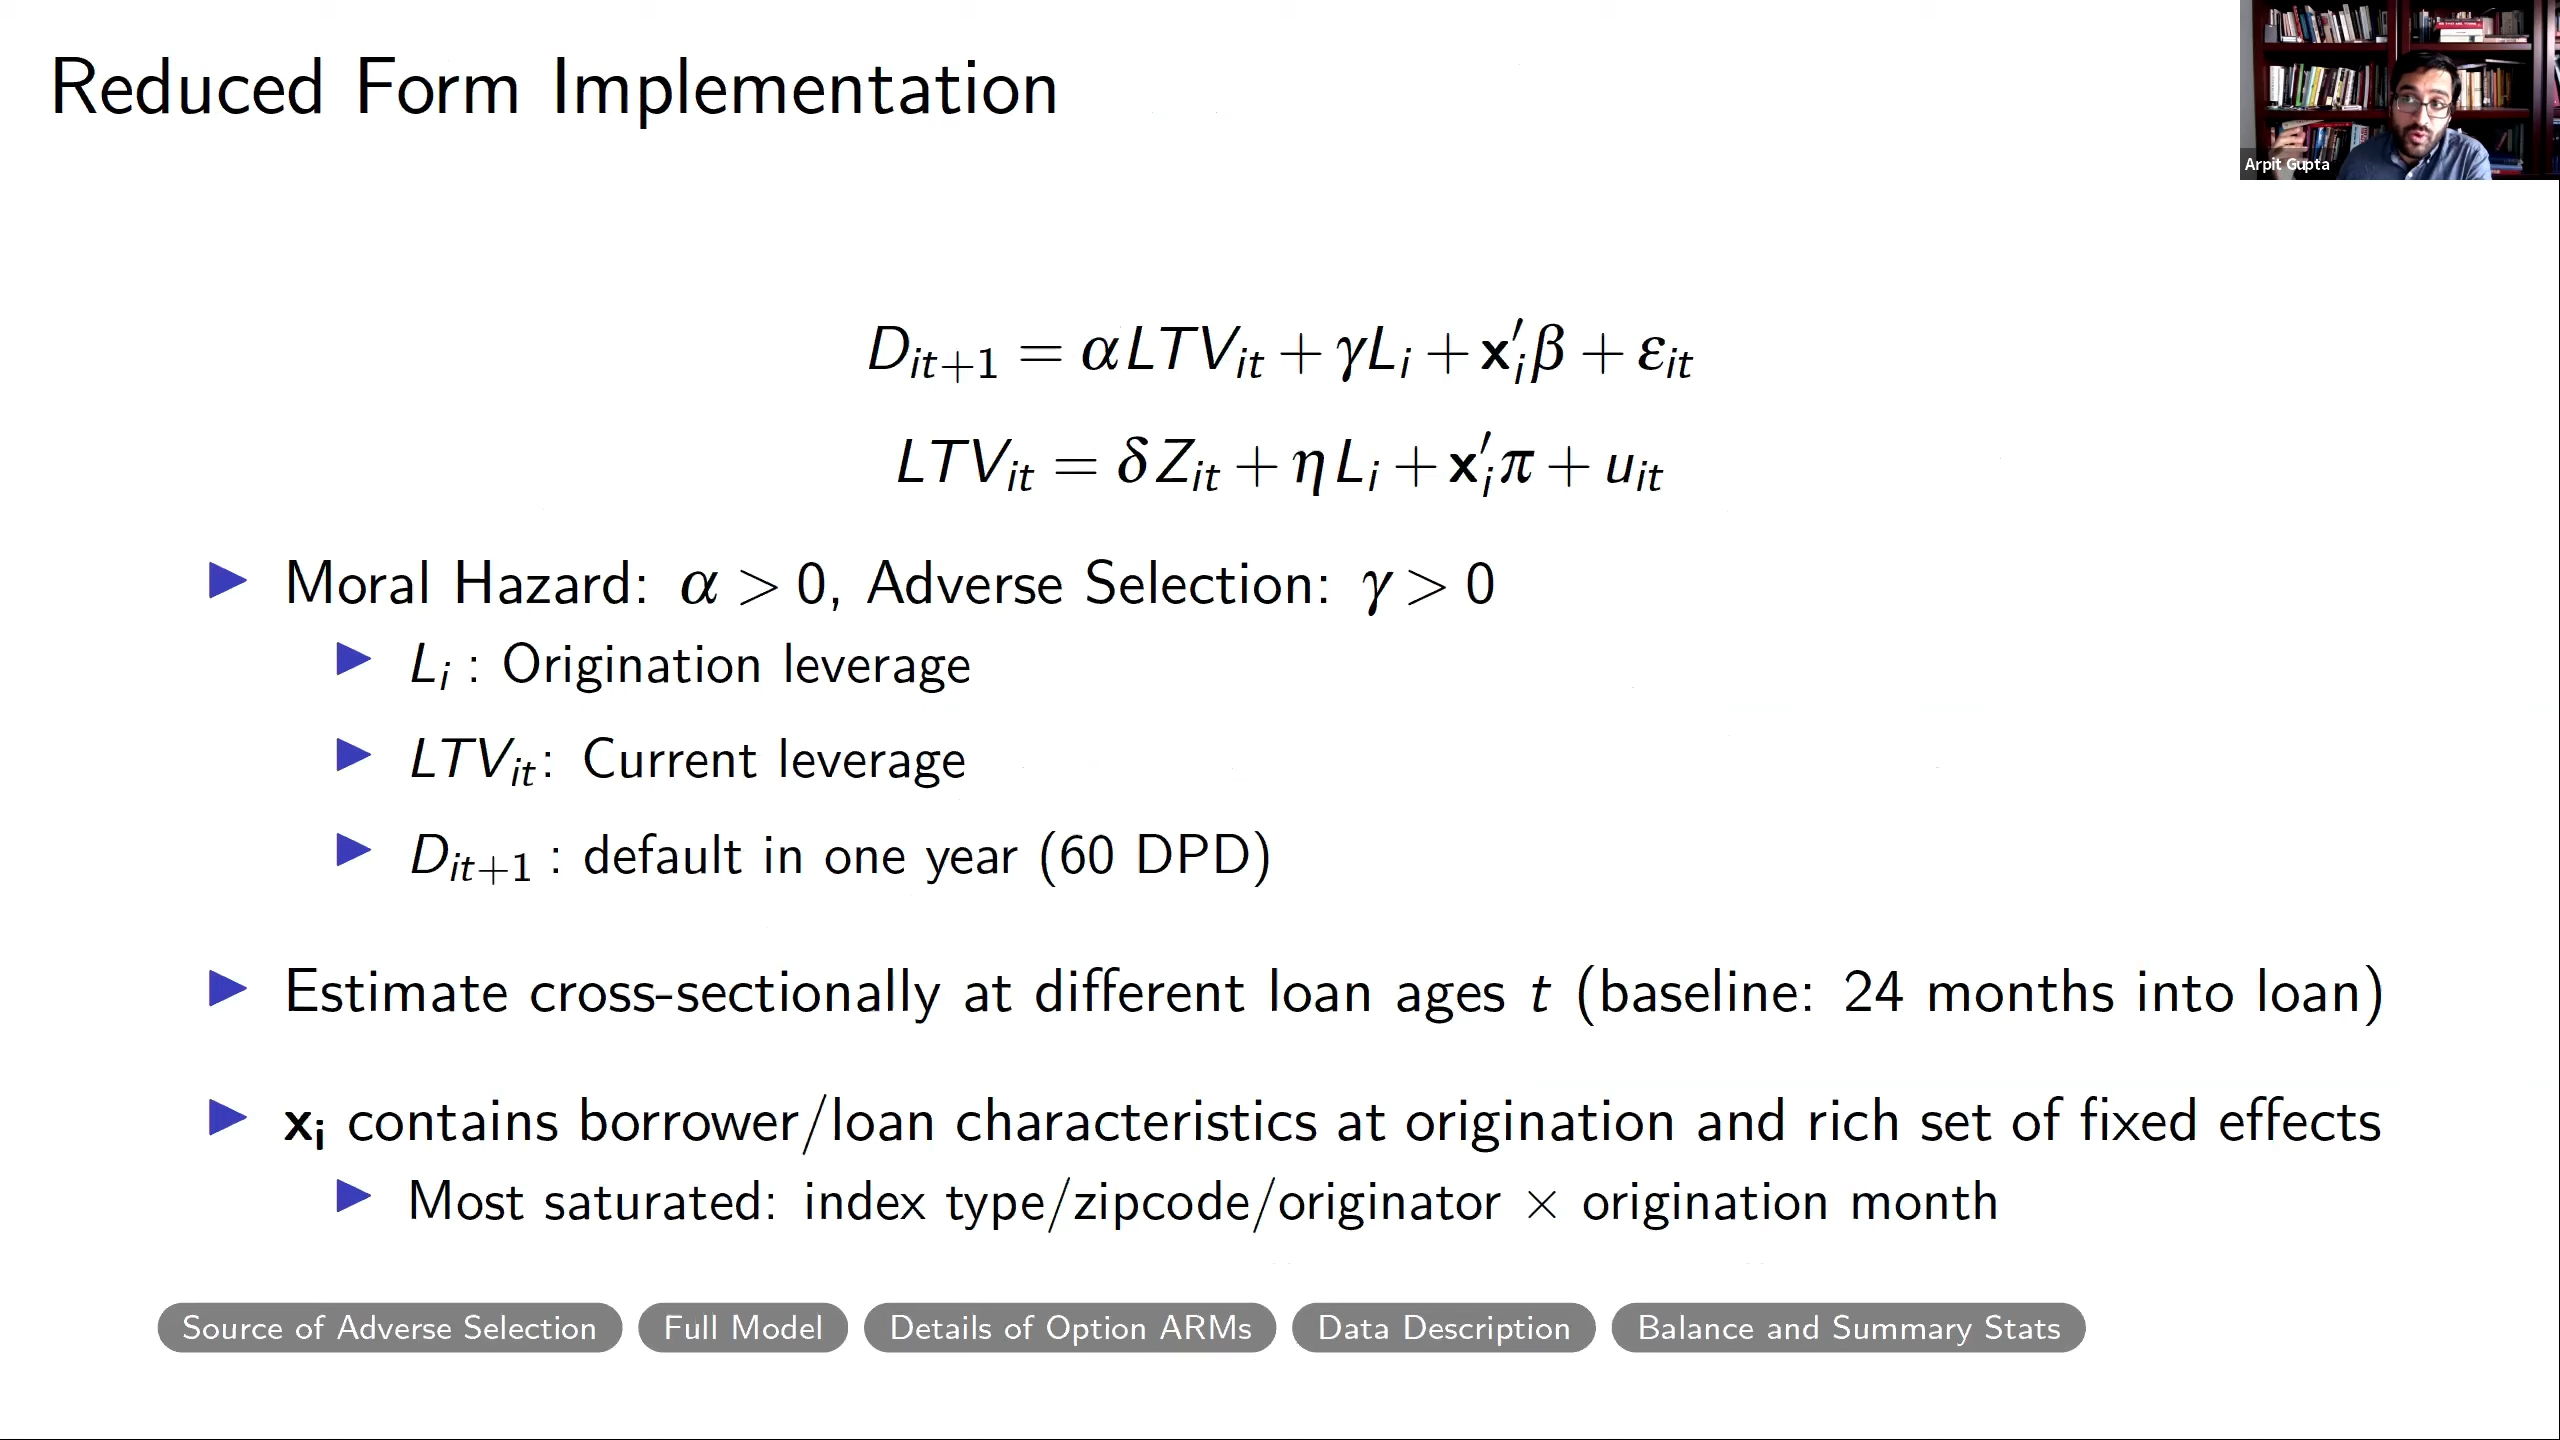 Reduced Form Implementation
Arpit Gupta
D_{it+1} = αLTV_{it} + γL_i + x′_iβ + ε_{it}
LTV_{it} = δZ_{it} + ηL_i + x′_iπ + u_{it}
▶ Moral Hazard: α > 0, Adverse Selection: γ > 0
▶ L_i : Origination leverage
▶ LTV_{it}: Current leverage
▶ D_{it+1} : default in one year (60 DPD)
▶ Estimate cross-sectionally at different loan ages t (baseline: 24 months into loan)
▶ x_i contains borrower/loan characteristics at origination and rich set of fixed effects
▶ Most saturated: index type/zipcode/originator × origination month
Source of Adverse Selection Full Model Details of Option ARMs Data Description Balance and Summary Stats